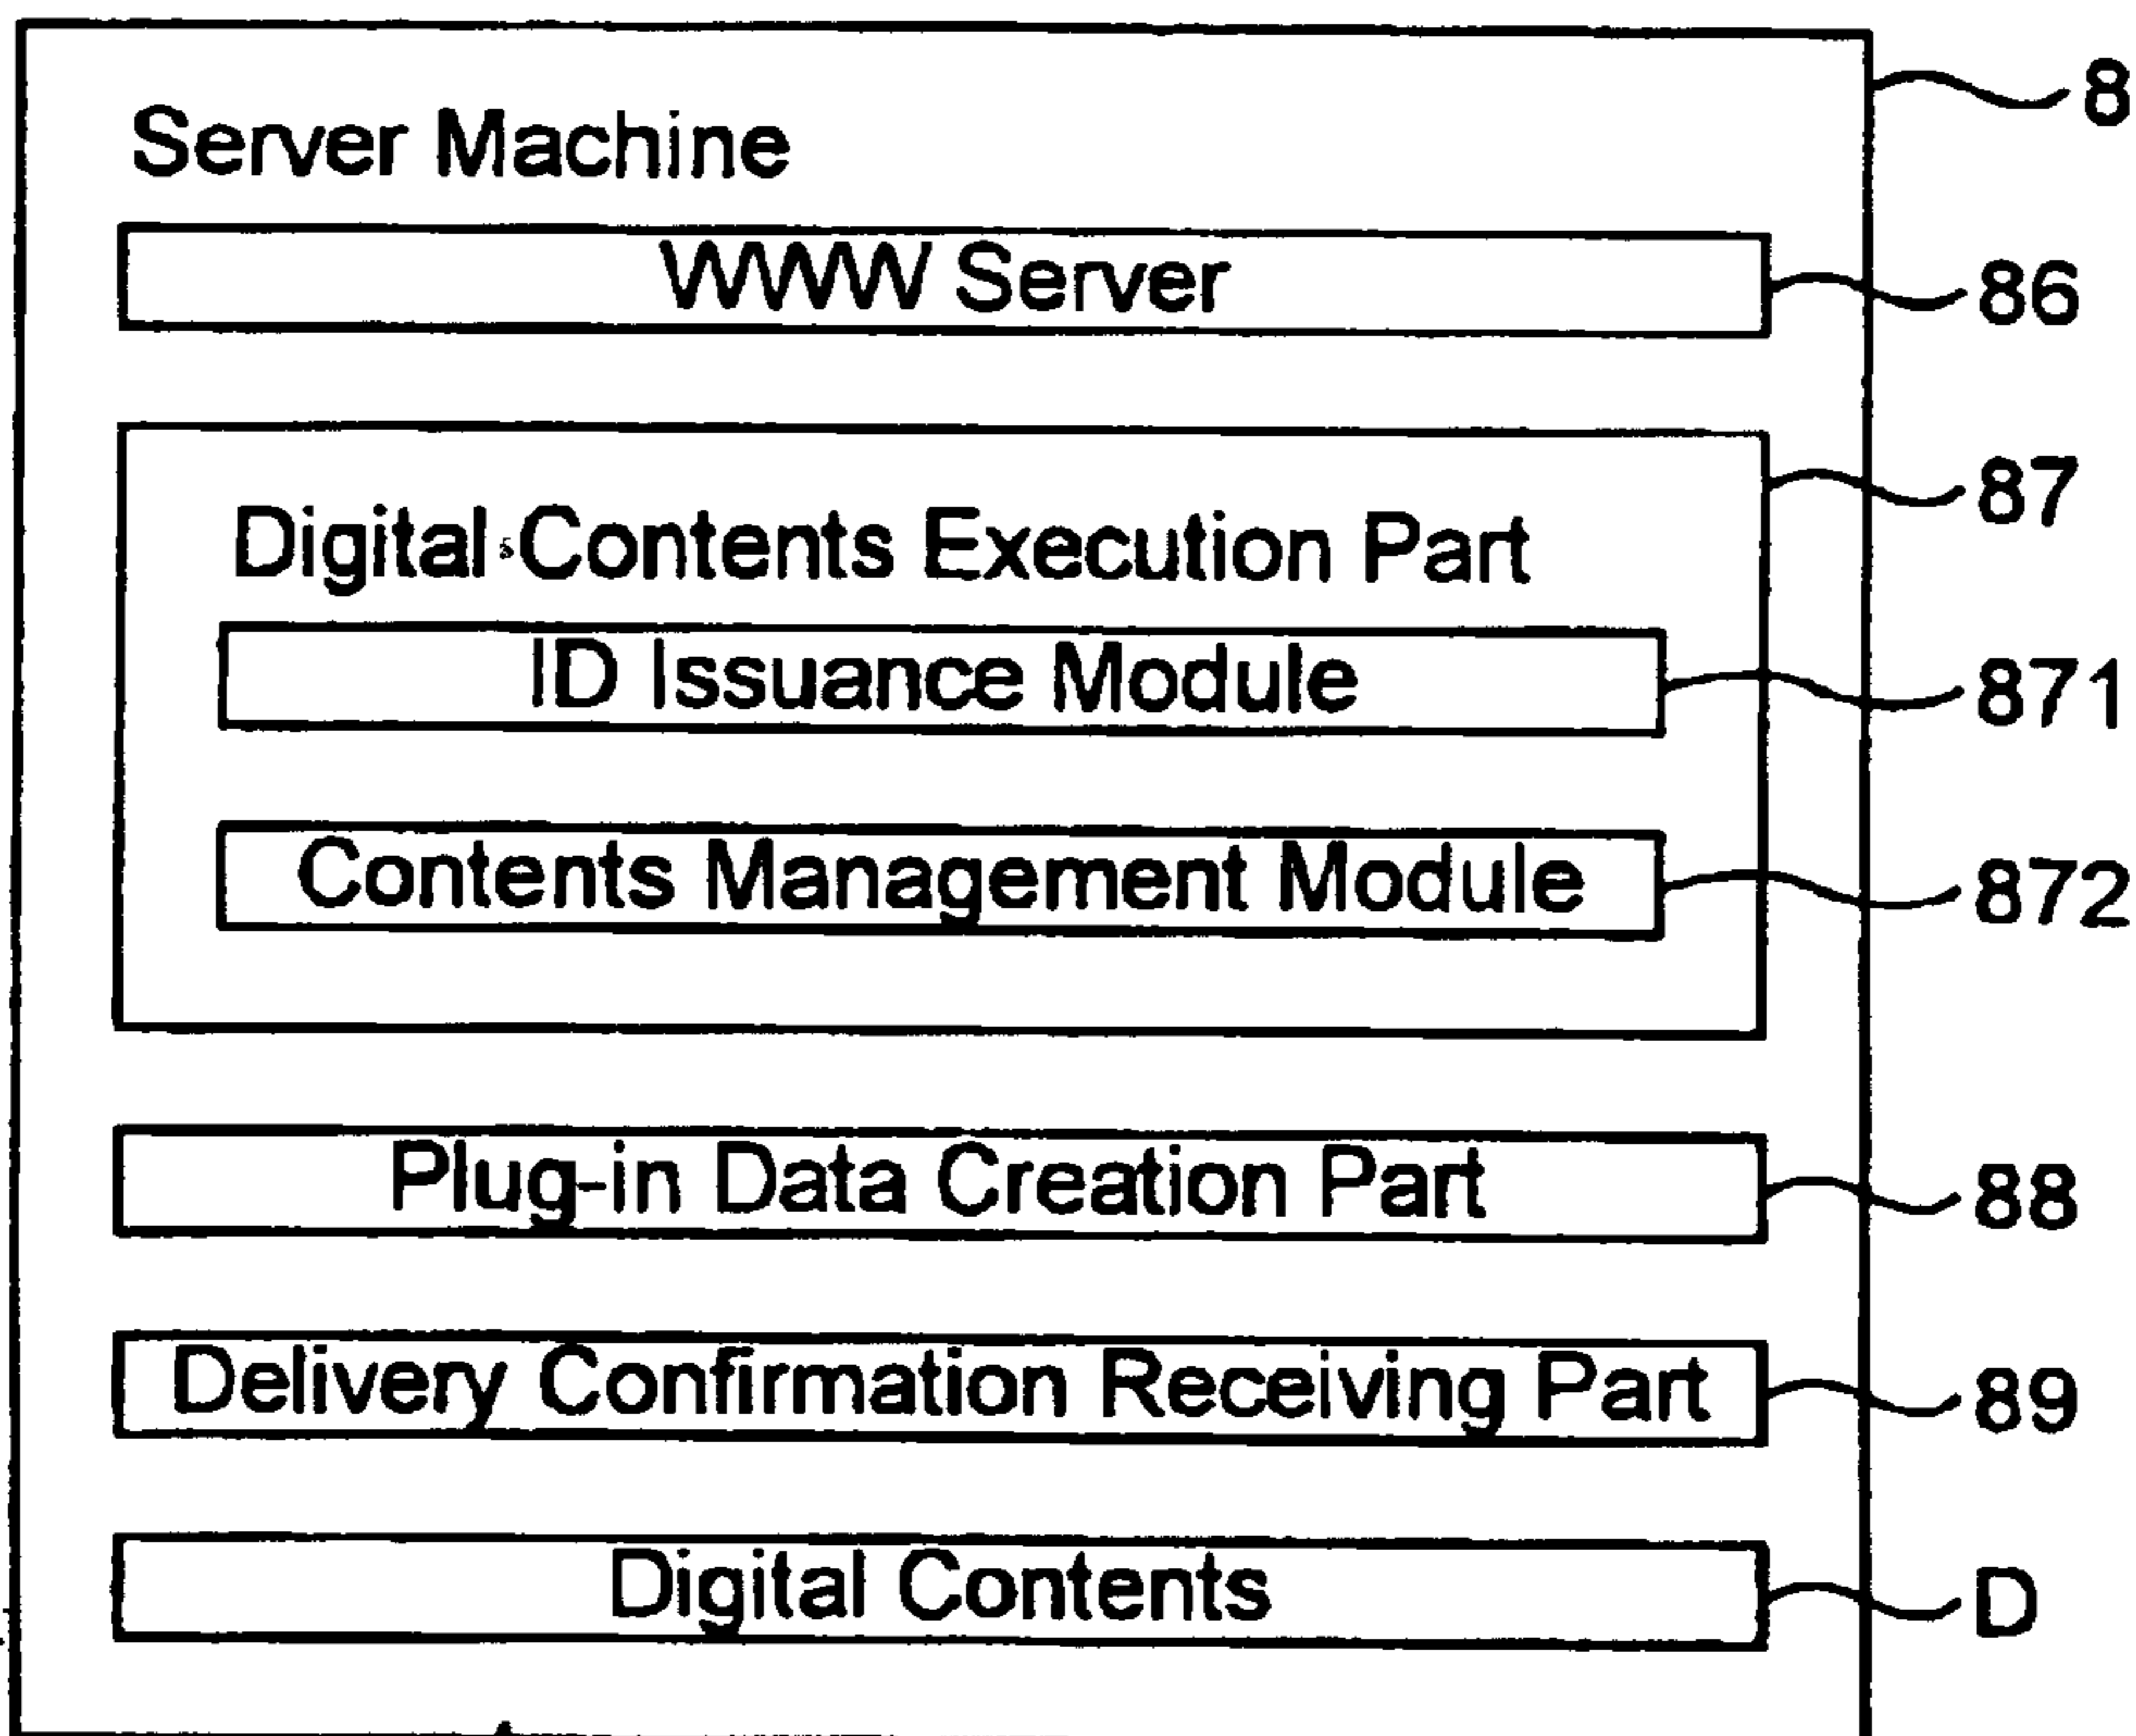 Server Machine
8
WWW Server
86
87
Digital Contents Execution Part
ID Issuance Module
871
Contents Management Module
872
Plug-in Data Creation Part
88
Delivery Confirmation Receiving Part
89
Digital Contents
D